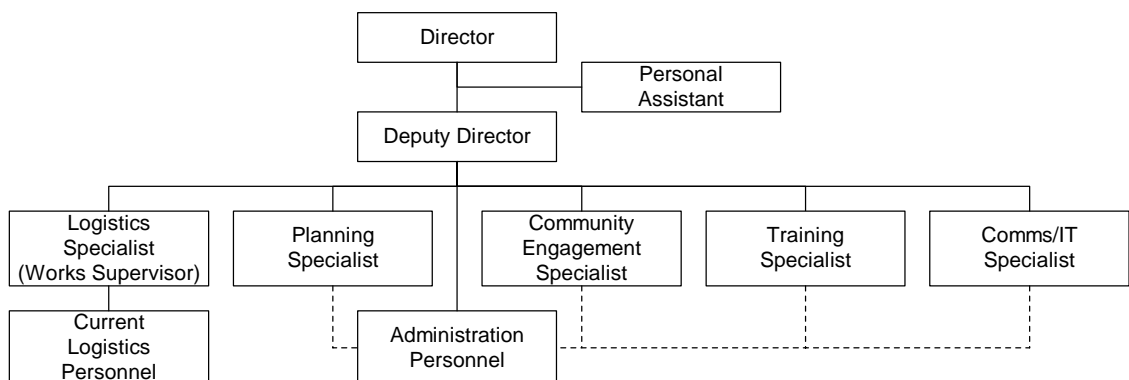 Director
Personal
Assistant
Deputy Director
Logistics
Specialist
(Works Supervisor)
Planning
Specialist
Community
Engagement
Specialist
Training
Specialist
Comms/IT
Specialist
Current
Logistics
Personnel
Administration
Personnel